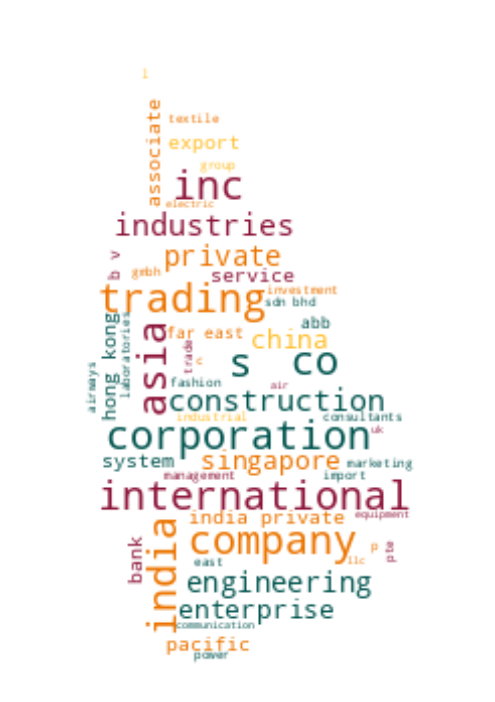 l
associate
textile
export
group
inc
electric
industries
b v
private
gmbh
service
trading
investment
sdn bhd
hong kong
laboratories
abb
asia
far east
china
trade
s
co
c
airways
fashion
air
construction
industrial
consultants
corporation
uk
system
singapore
marketing
management
import
international
india private
equipment
india
company
bank
p
pte
east
llc
engineering
enterprise
communication
pacific
power